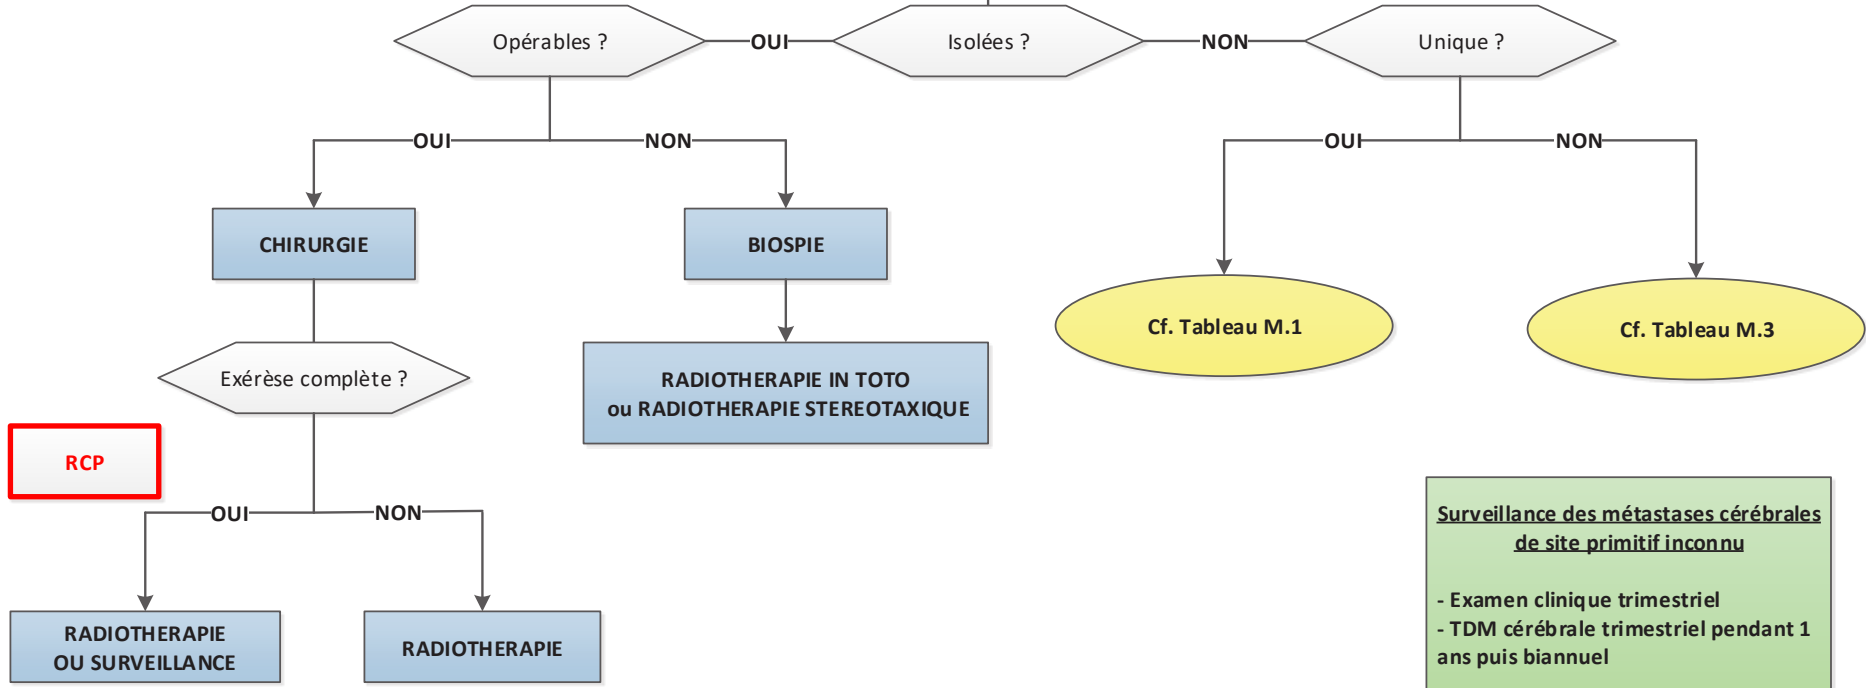 Opérables ?
OUI
Isolées ?
NON
Unique ?
OUI
NON
OUI
NON
CHIRURGIE
BIOSPIE
Cf. Tableau M.1
Cf. Tableau M.3
Exérèse complète ?
RADIOTHERAPIE IN TOTO
ou RADIOTHERAPIE STEREOTAXIQUE
RCP
OUI
NON
RADIOTHERAPIE
OU SURVEILLANCE
RADIOTHERAPIE
Surveillance des métastases cérébrales
de site primitif inconnu
- Examen clinique trimestriel
- TDM cérébrale trimestriel pendant 1
ans puis biannuel